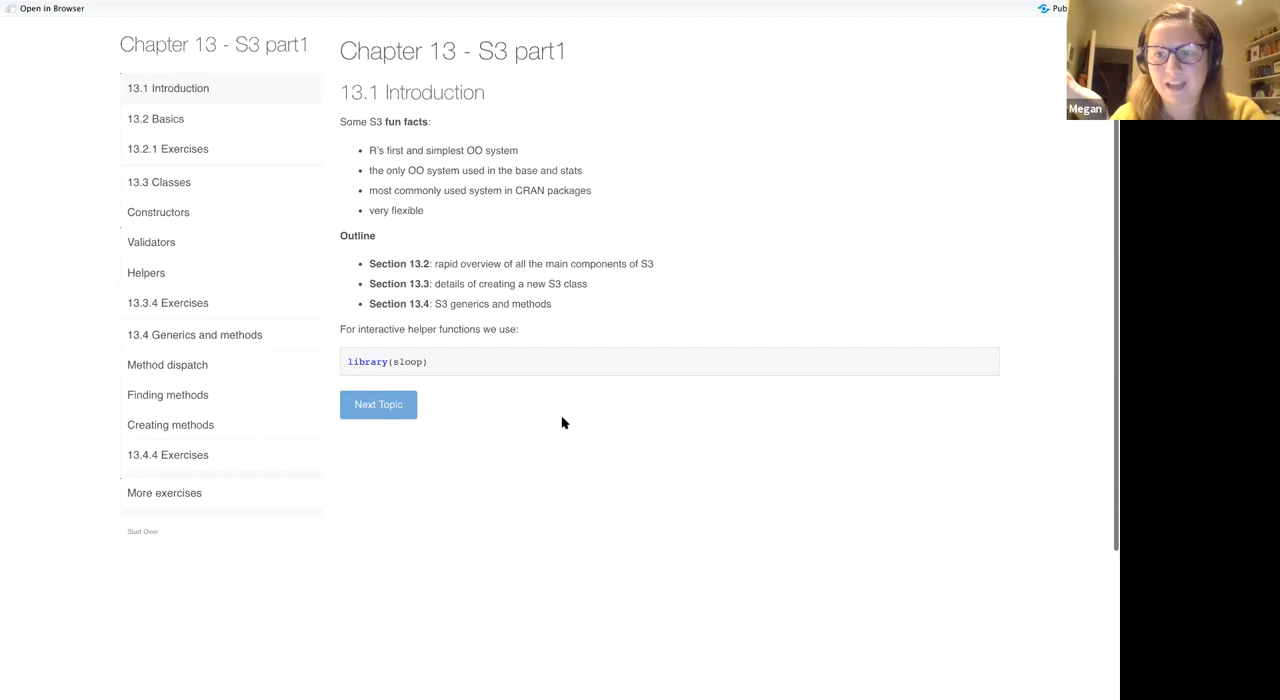 Open in Browser
Pub
Megan
Chapter 13 - S3 part1
13.1 Introduction
13.2 Basics
13.2.1 Exercises
13.3 Classes
Constructors
Validators
Helpers
13.3.4 Exercises
13.4 Generics and methods
Method dispatch
Finding methods
Creating methods
13.4.4 Exercises
More exercises
Start Over
Chapter 13 - S3 part1
13.1 Introduction
Some S3 fun facts:
• R's first and simplest OO system
• the only OO system used in the base and stats
• most commonly used system in CRAN packages
• very flexible
Outline
• Section 13.2: rapid overview of all the main components of S3
• Section 13.3: details of creating a new S3 class
• Section 13.4: S3 generics and methods
For interactive helper functions we use:
library(sloop)
Next Topic